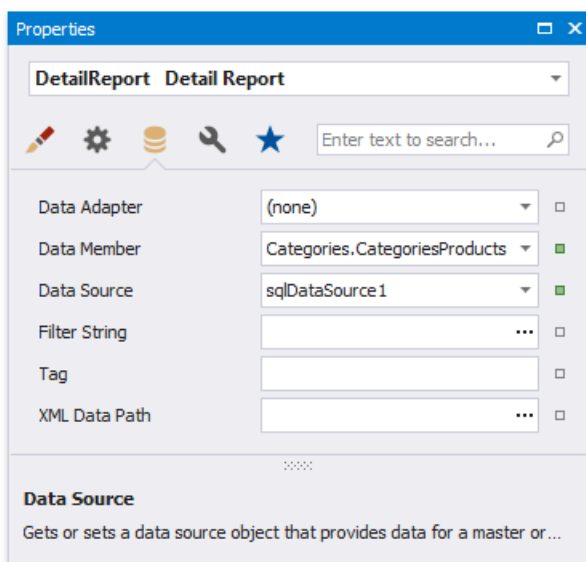 Properties
DetailReport Detail Report
Enter text to search...
Data Adapter (none)
Data Member Categories.CategoriesProducts
Data Source sqlDataSource1
Filter String ...
Tag
XML Data Path ...
Data Source
Gets or sets a data source object that provides data for a master or...